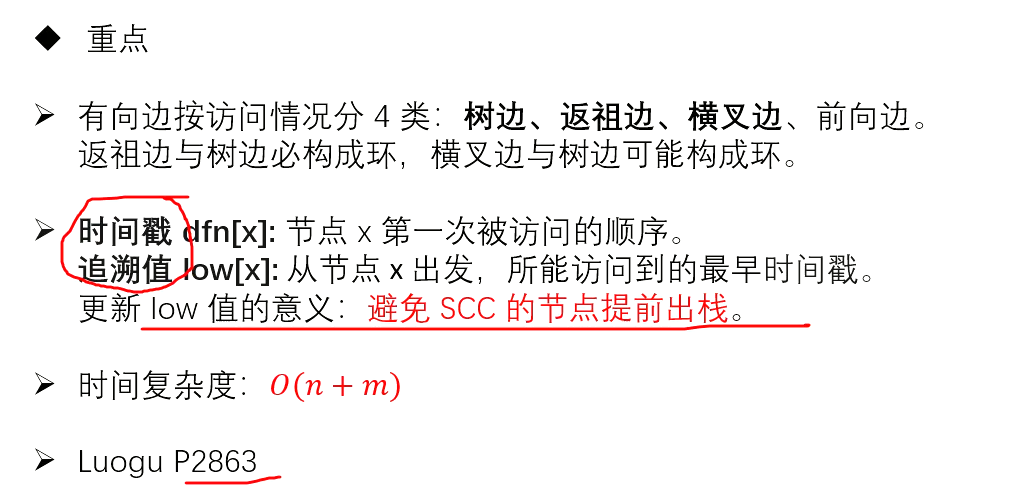 ◆ 重点
➢ 有向边按访问情况分 4 类：树边、返祖边、横叉边、前向边。
返祖边与树边必构成环，横叉边与树边可能构成环。
➢ 时间戳 dfn[x]: 节点 x 第一次被访问的顺序。
追溯值 low[x]: 从节点 x 出发，所能访问到的最早时间戳。
更新 low 值的意义：避免 SCC 的节点提前出栈。
➢ 时间复杂度：O(n + m)
➢ Luogu P2863